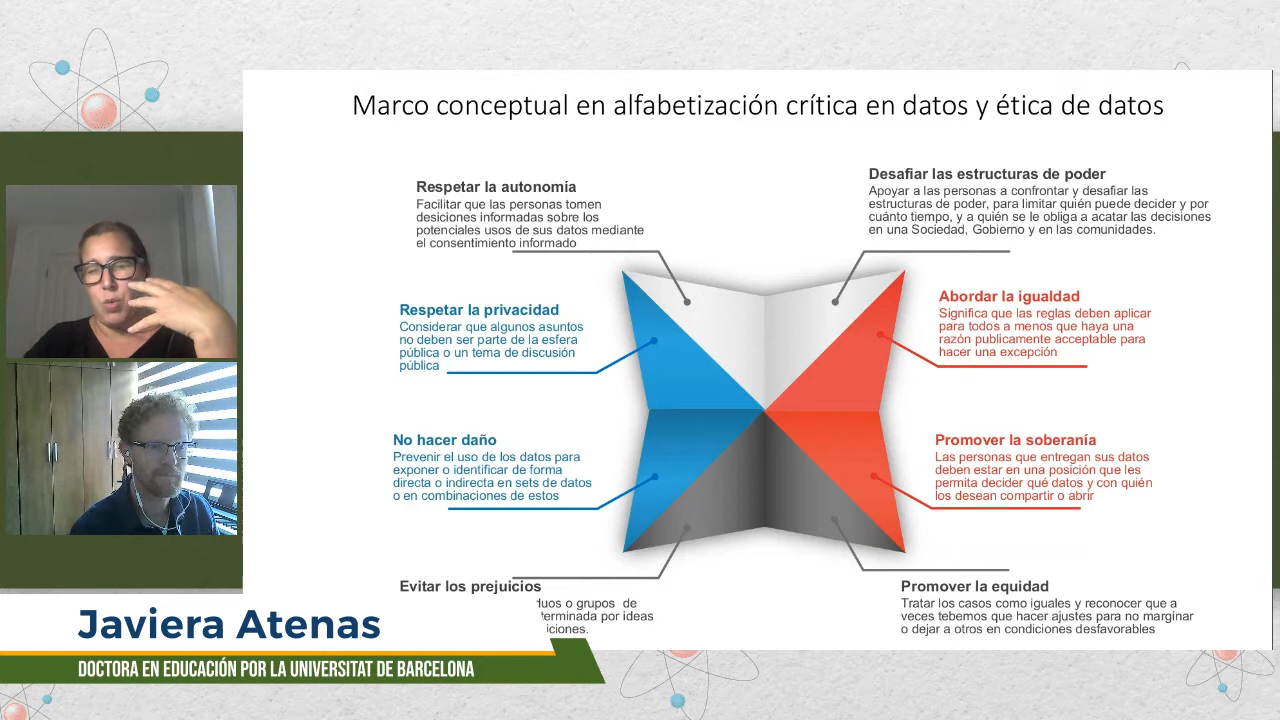 Marco conceptual en alfabetización crítica en datos y ética de datos
Respetar la autonomía
Facilitar que las personas tomen
desiciones informadas sobre los
potenciales usos de sus datos mediante
el consentimiento informado
Desafiar las estructuras de poder
Apoyar a las personas a confrontar y desafiar las
estructuras de poder, para limitar quién puede decidir y por
cuánto tiempo, y a quién se le obliga a acatar las decisiones
en una Sociedad, Gobierno y en las comunidades.
Respetar la privacidad
Considerar que algunos asuntos
no deben ser parte de la esfera
pública o un tema de discusión
pública
Abordar la igualdad
Significa que las reglas deben aplicar
para todos a menos que haya una
razón publicamente acceptable para
hacer una excepción
No hacer daño
Prevenir el uso de los datos para
exponer o identificar de forma
directa o indirecta en sets de datos
o en combinaciones de estos
Promover la soberanía
Las personas que entregan sus datos
deben estar en una posición que les
permita decidir qué datos y con quién
los desean compartir o abrir
Evitar los prejuicios
o grupos de
por ideas
Promover la equidad
Tratar los casos como iguales y reconocer que a
veces tebemos que hacer ajustes para no marginar
o dejar a otros en condiciones desfavorables
Javiera Atenas
DOCTORA EN EDUCACIÓN POR LA UNIVERSITAT DE BARCELONA